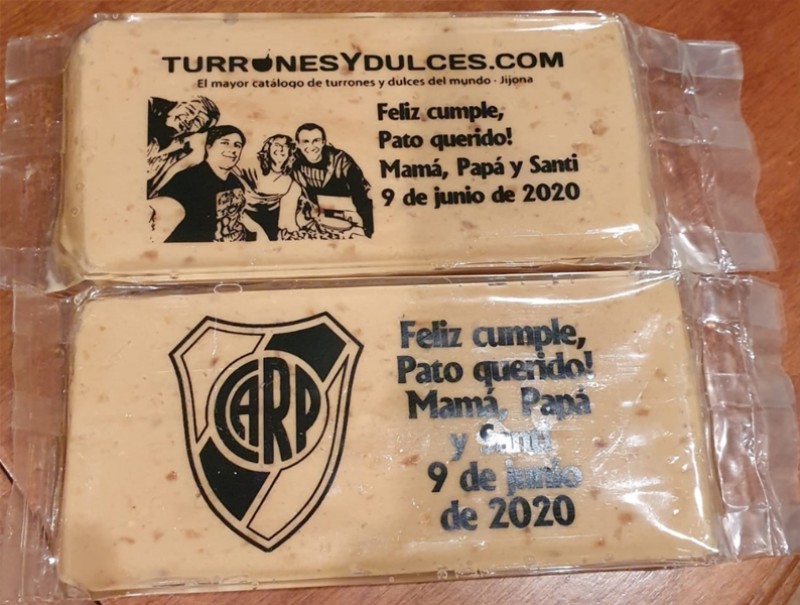 TURRONESYDULCES.COM
El mayor catálogo de turrones y dulces del mundo · Jijona
Feliz cumple,
Pato querido!
Mamá, Papá y Santi
9 de junio de 2020
CARP
Feliz cumple,
Pato querido!
Mamá, Papá
y Santi
9 de junio
de 2020